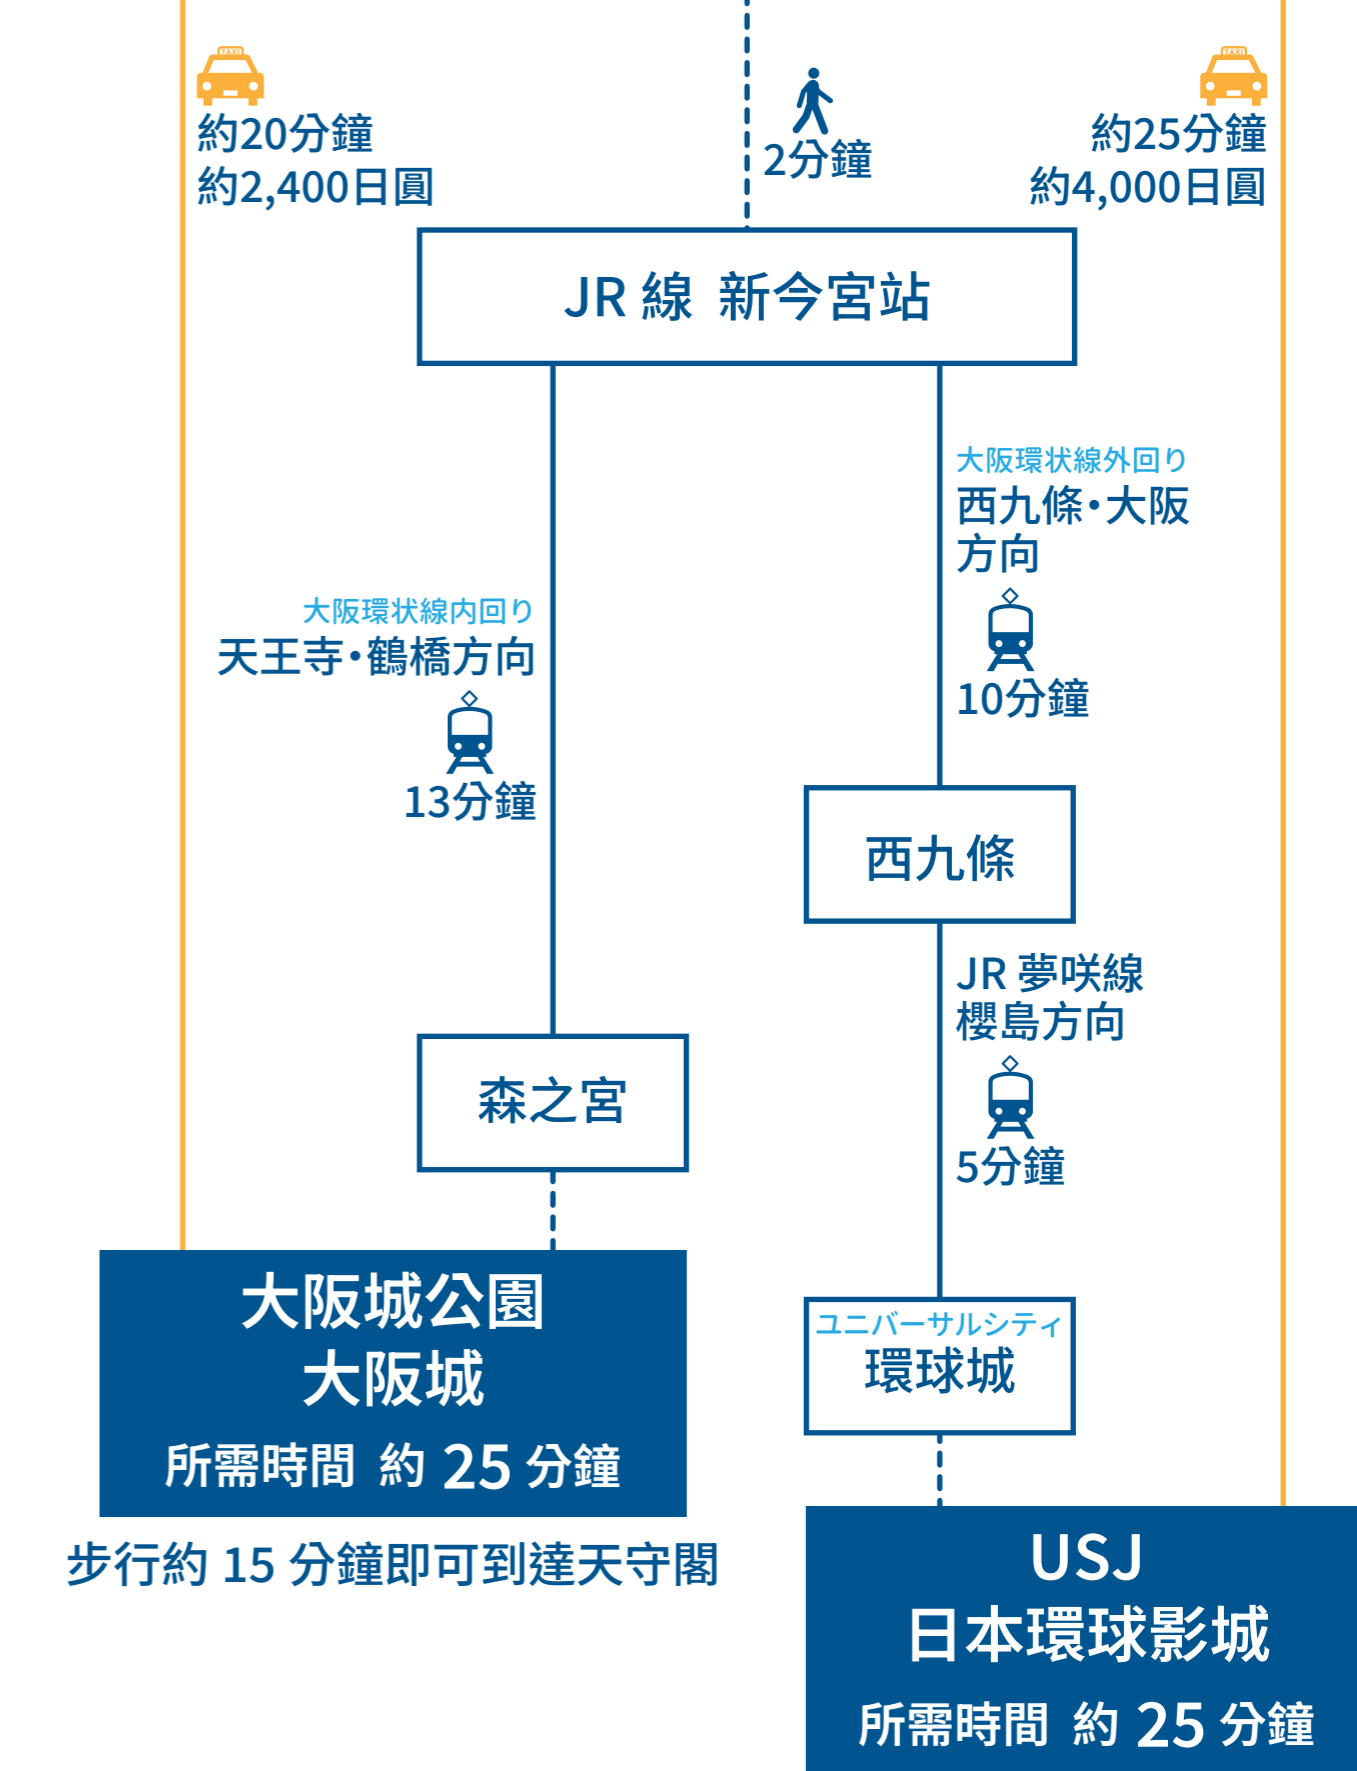 TAXI
約20分鐘
約2,400日圓
2分鐘
TAXI
約25分鐘
約4,000日圓
JR 線 新今宮站
大阪環状線外回り
西九條・大阪
方向
10分鐘
大阪環状線内回り
天王寺・鶴橋方向
13分鐘
西九條
JR 夢咲線
櫻島方向
5分鐘
森之宮
大阪城公園
大阪城
所需時間 約 25 分鐘
步行約 15 分鐘即可到達天守閣
ユニバーサルシティ
環球城
USJ
日本環球影城
所需時間 約 25 分鐘